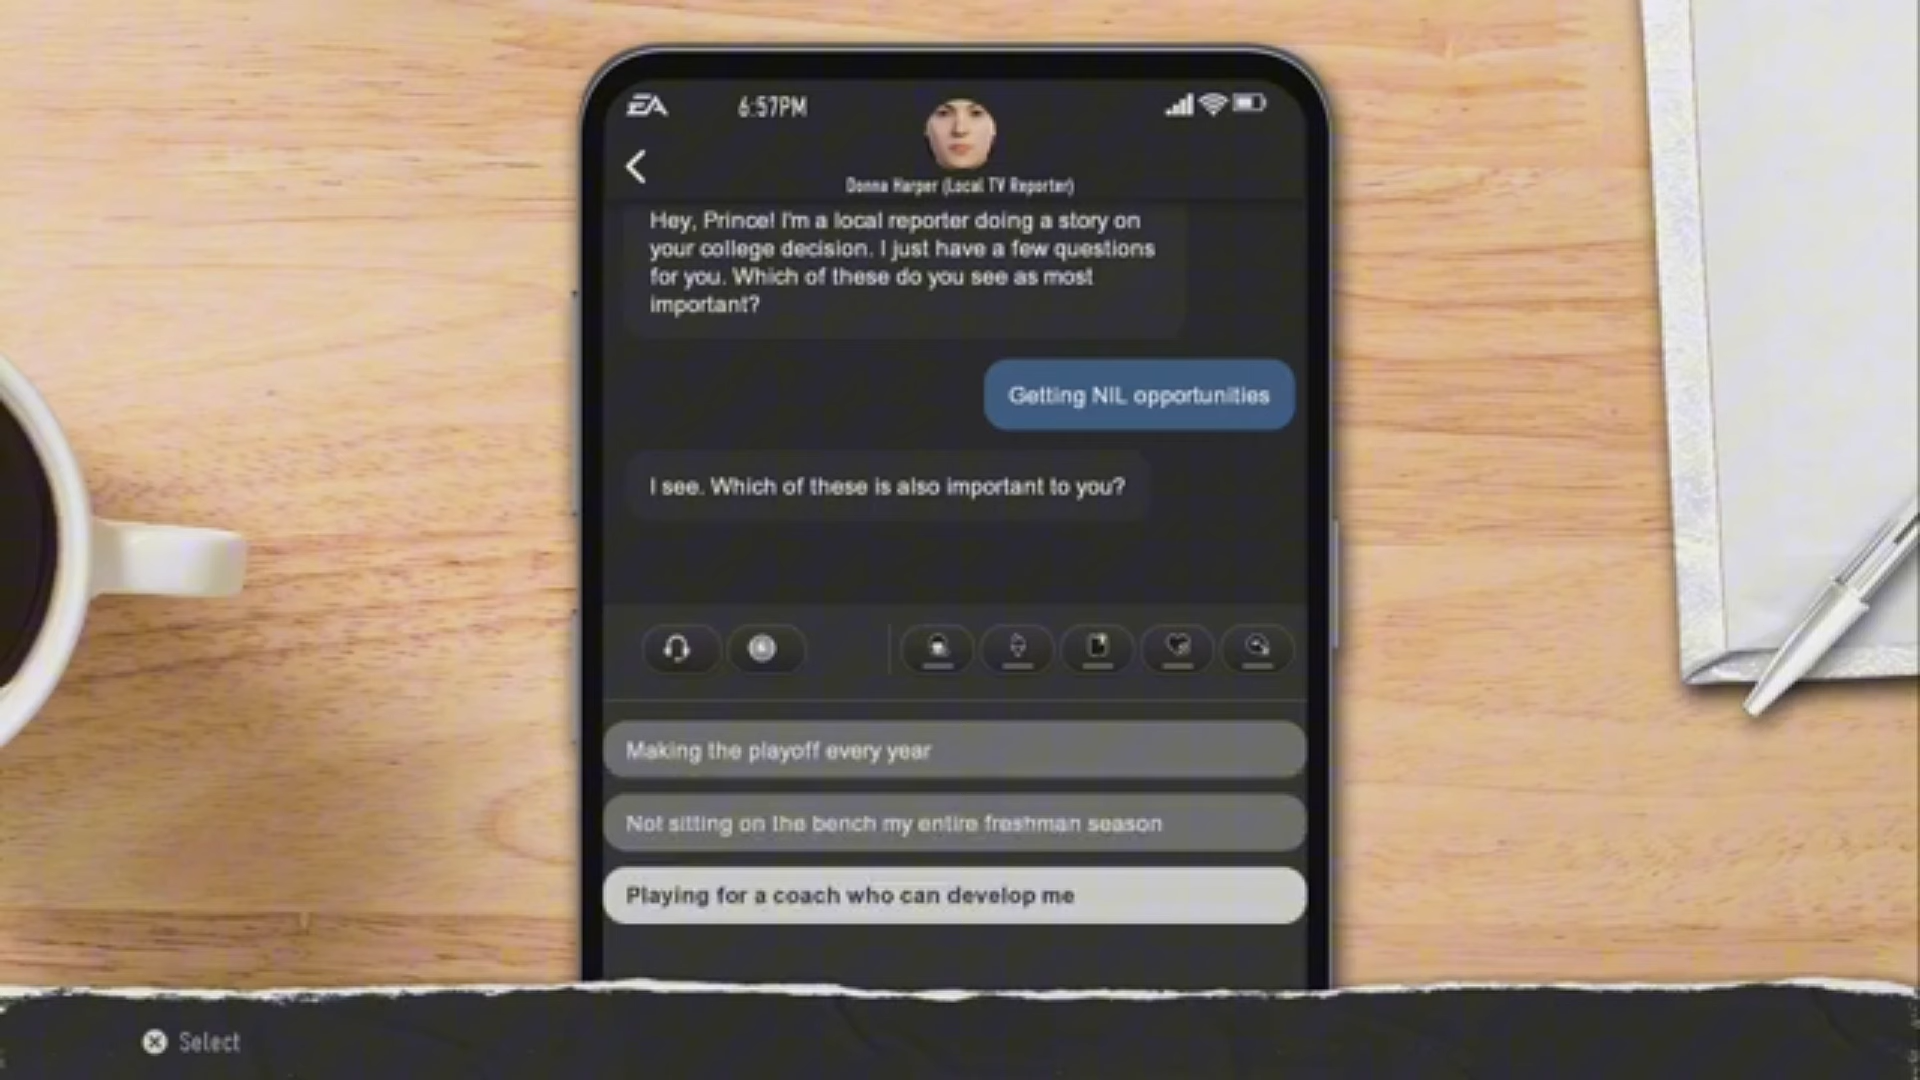 EA
6:57PM
Donna Harper (Local TV Reporter)
Hey, Prince! I'm a local reporter doing a story on
your college decision. I just have a few questions
for you. Which of these do you see as most
important?
Getting NIL opportunities
I see. Which of these is also important to you?
Making the playoff every year
Not sitting on the bench my entire freshman season
Playing for a coach who can develop me
Select